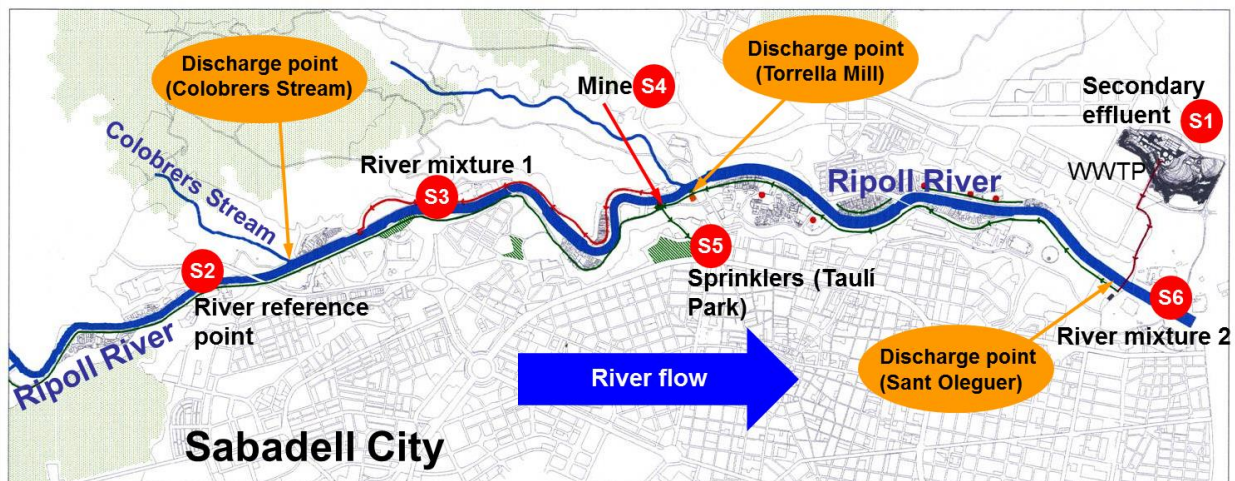 Discharge point
(Colobrers Stream)
Discharge point
(Torrella Mill)
Mine S4
Secondary
effluent S1
WWTP
Colobrers Stream
River mixture 1
S3
Ripoll River
S2
River reference
point
Ripoll River
S5
Sprinklers (Taulí
Park)
S6
River mixture 2
Discharge point
(Sant Oleguer)
River flow
Sabadell City